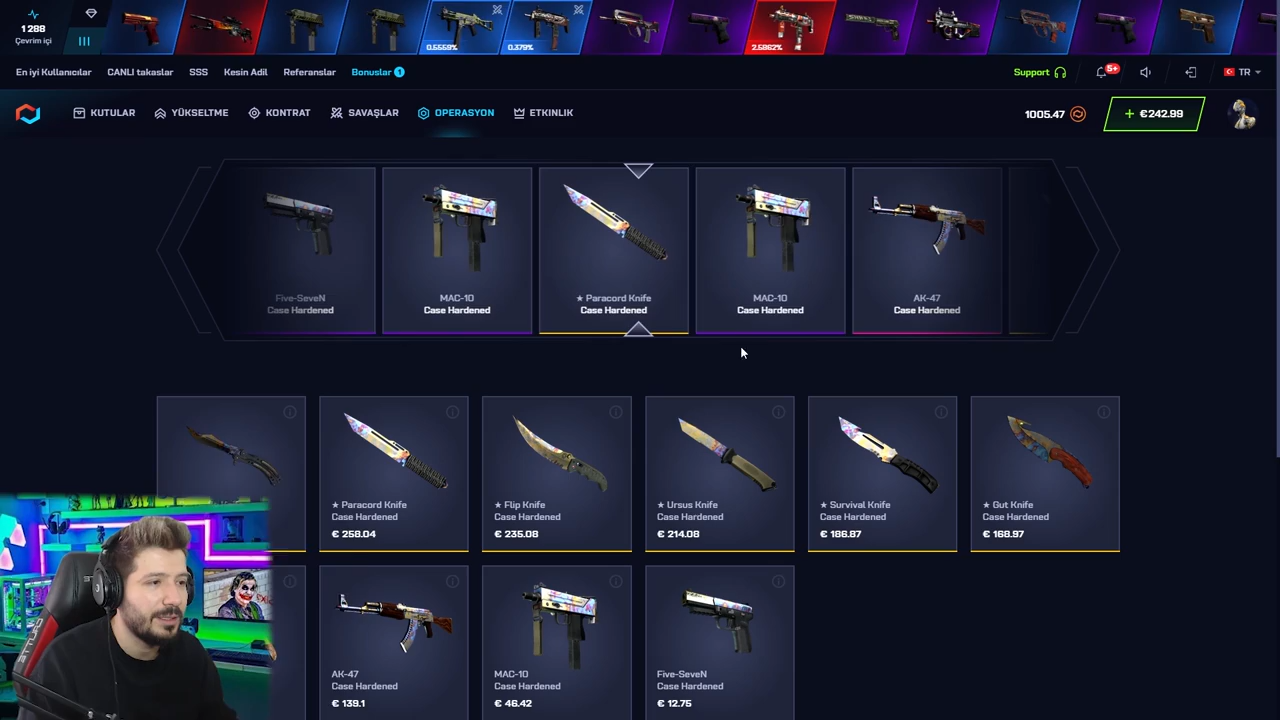 1 288
Çevrim içi
0.5559%
0.379%
2.5862%
En iyi Kullanıcılar
CANLI takaslar
SSS
Kesin Adil
Referanslar
Bonuslar 1
Support
5+
TR
KUTULAR
YÜKSELTME
KONTRAT
SAVAŞLAR
OPERASYON
ETKINLIK
1005.47
+ €242.99
Five-SeveN
Case Hardened
MAC-10
Case Hardened
★ Paracord Knife
Case Hardened
MAC-10
Case Hardened
AK-47
Case Hardened
★ Paracord Knife
Case Hardened
€ 258.04
★ Flip Knife
Case Hardened
€ 235.08
★ Ursus Knife
Case Hardened
€ 214.08
★ Survival Knife
Case Hardened
€ 186.87
★ Gut Knife
Case Hardened
€ 168.97
AK-47
Case Hardened
€ 139.1
MAC-10
Case Hardened
€ 46.42
Five-SeveN
Case Hardened
€ 12.75